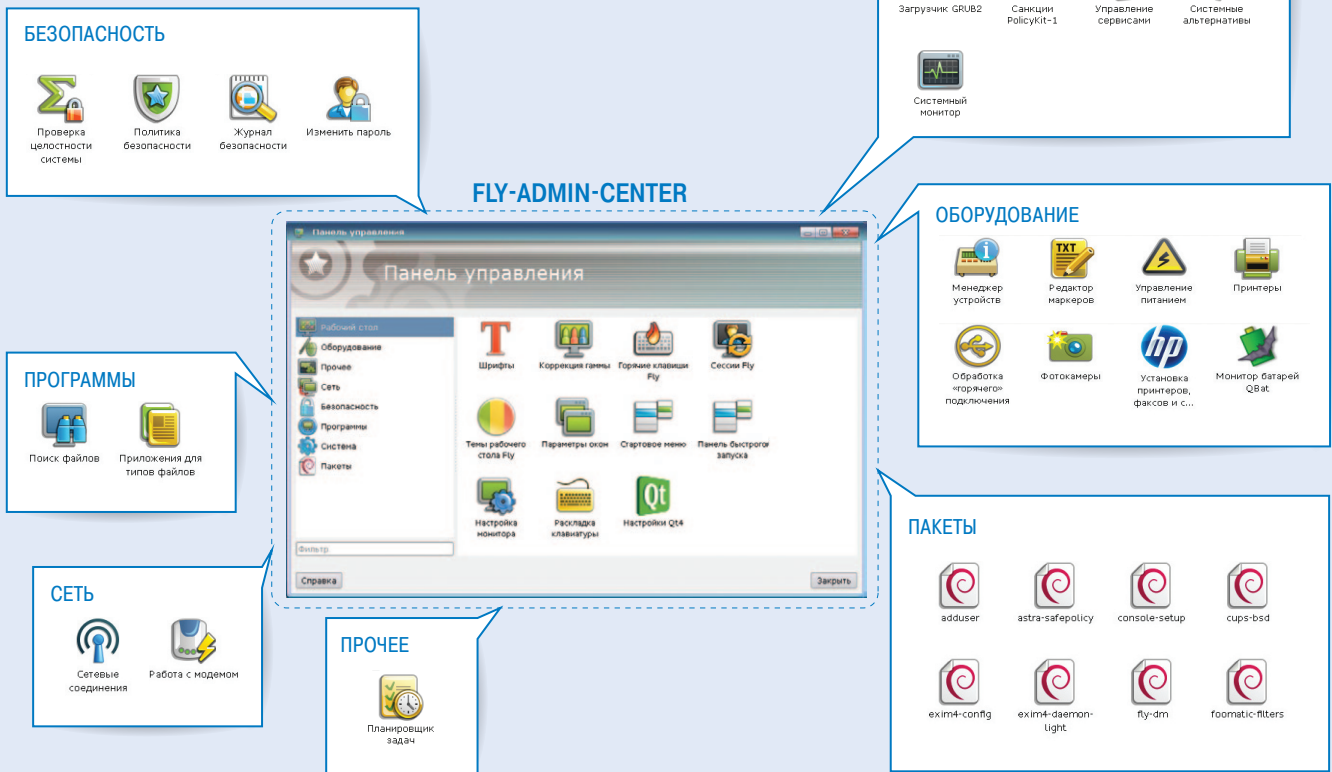 Загрузчик GRUB2
Санкции
PolicyKit-1
Управление
сервисами
Системные
альтернативы
Системный
монитор
БЕЗОПАСНОСТЬ
Проверка
целостности
системы
Политика
безопасности
Журнал
безопасности
Изменить пароль
FLY-ADMIN-CENTER
Панель управления
Панель управления
Рабочий стол
Оборудование
Прочее
Сеть
Безопасность
Программы
Система
Пакеты
Фильтр
Шрифты
Коррекция гаммы
Горячие клавиши
Fly
Сессии Fly
Темы рабочего
стола Fly
Параметры окон
Стартовое меню
Панель быстрого
запуска
Настройка
монитора
Раскладка
клавиатуры
Настройки Qt4
Справка
Закрыть
ОБОРУДОВАНИЕ
Менеджер
устройств
TXT
Редактор
маркеров
Управление
питанием
Принтеры
Обработка
«горячего»
подключения
Фотокамеры
hp
Установка
принтеров,
факсов и с...
Монитор батарей
QBat
ПРОГРАММЫ
Поиск файлов
Приложения для
типов файлов
СЕТЬ
Сетевые
соединения
Работа с модемом
ПРОЧЕЕ
Планировщик
задач
ПАКЕТЫ
adduser
astra-safepolicy
console-setup
cups-bsd
exim4-config
exim4-daemon-
light
fly-dm
foomatic-filters